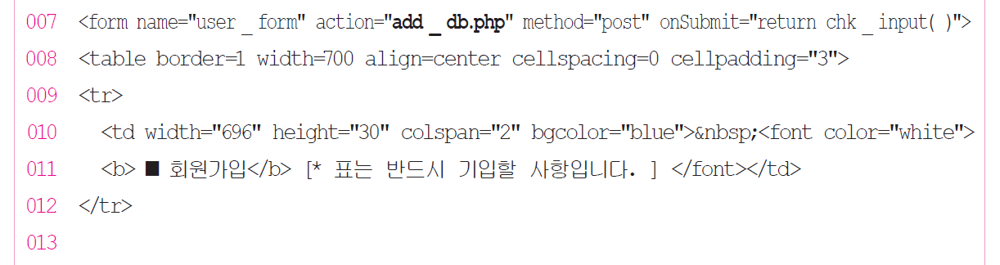 007 <form name="user _ form" action="add _ db.php" method="post" onSubmit="return chk _ input( )">
008 <table border=1 width=700 align=center cellspacing=0 cellpadding="3">
009 <tr>
010 <td width="696" height="30" colspan="2" bgcolor="blue">&nbsp;<font color="white">
011 <b> ■ 회원가입</b> [* 표는 반드시 기입할 사항입니다. ] </font></td>
012 </tr>
013